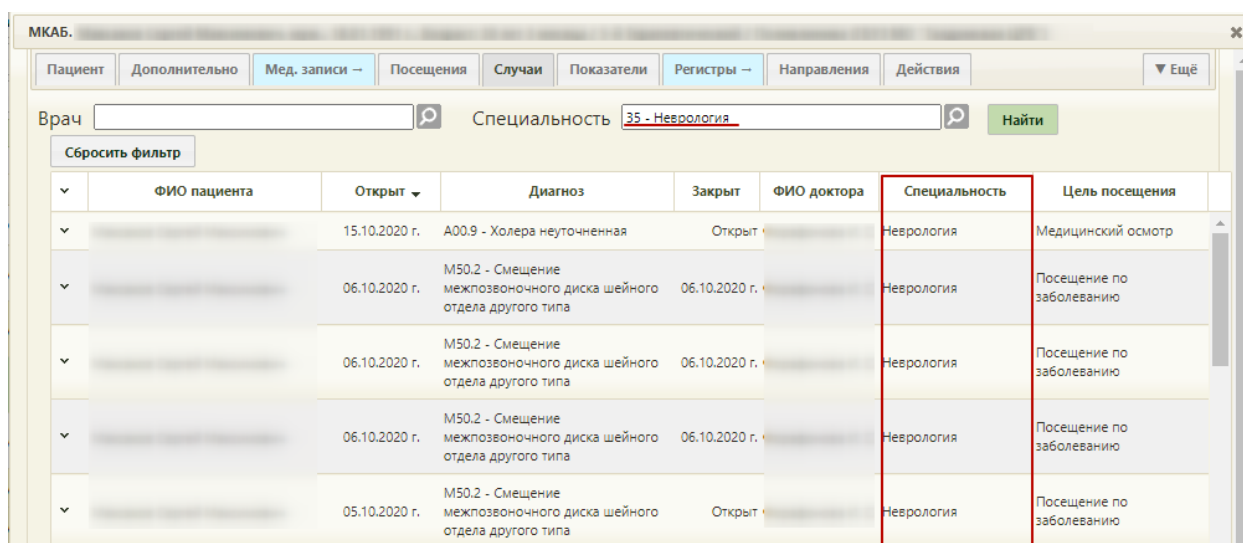 МКАБ.
Пациент Дополнительно Мед. записи → Посещения Случаи Показатели Регистры → Направления Действия ▼ Ещё
Врач Специальность 35 - Неврология Найти
Сбросить фильтр
ФИО пациента Открыт Диагноз Закрыт ФИО доктора Специальность Цель посещения
15.10.2020 г. A00.9 - Холера неуточненная Открыт Неврология Медицинский осмотр
M50.2 - Смещение
06.10.2020 г. межпозвоночного диска шейного 06.10.2020 г. Неврология Посещение по
отдела другого типа заболеванию
M50.2 - Смещение
06.10.2020 г. межпозвоночного диска шейного 06.10.2020 г. Неврология Посещение по
отдела другого типа заболеванию
M50.2 - Смещение
06.10.2020 г. межпозвоночного диска шейного 06.10.2020 г. Неврология Посещение по
отдела другого типа заболеванию
M50.2 - Смещение
05.10.2020 г. межпозвоночного диска шейного Открыт Неврология Посещение по
отдела другого типа заболеванию